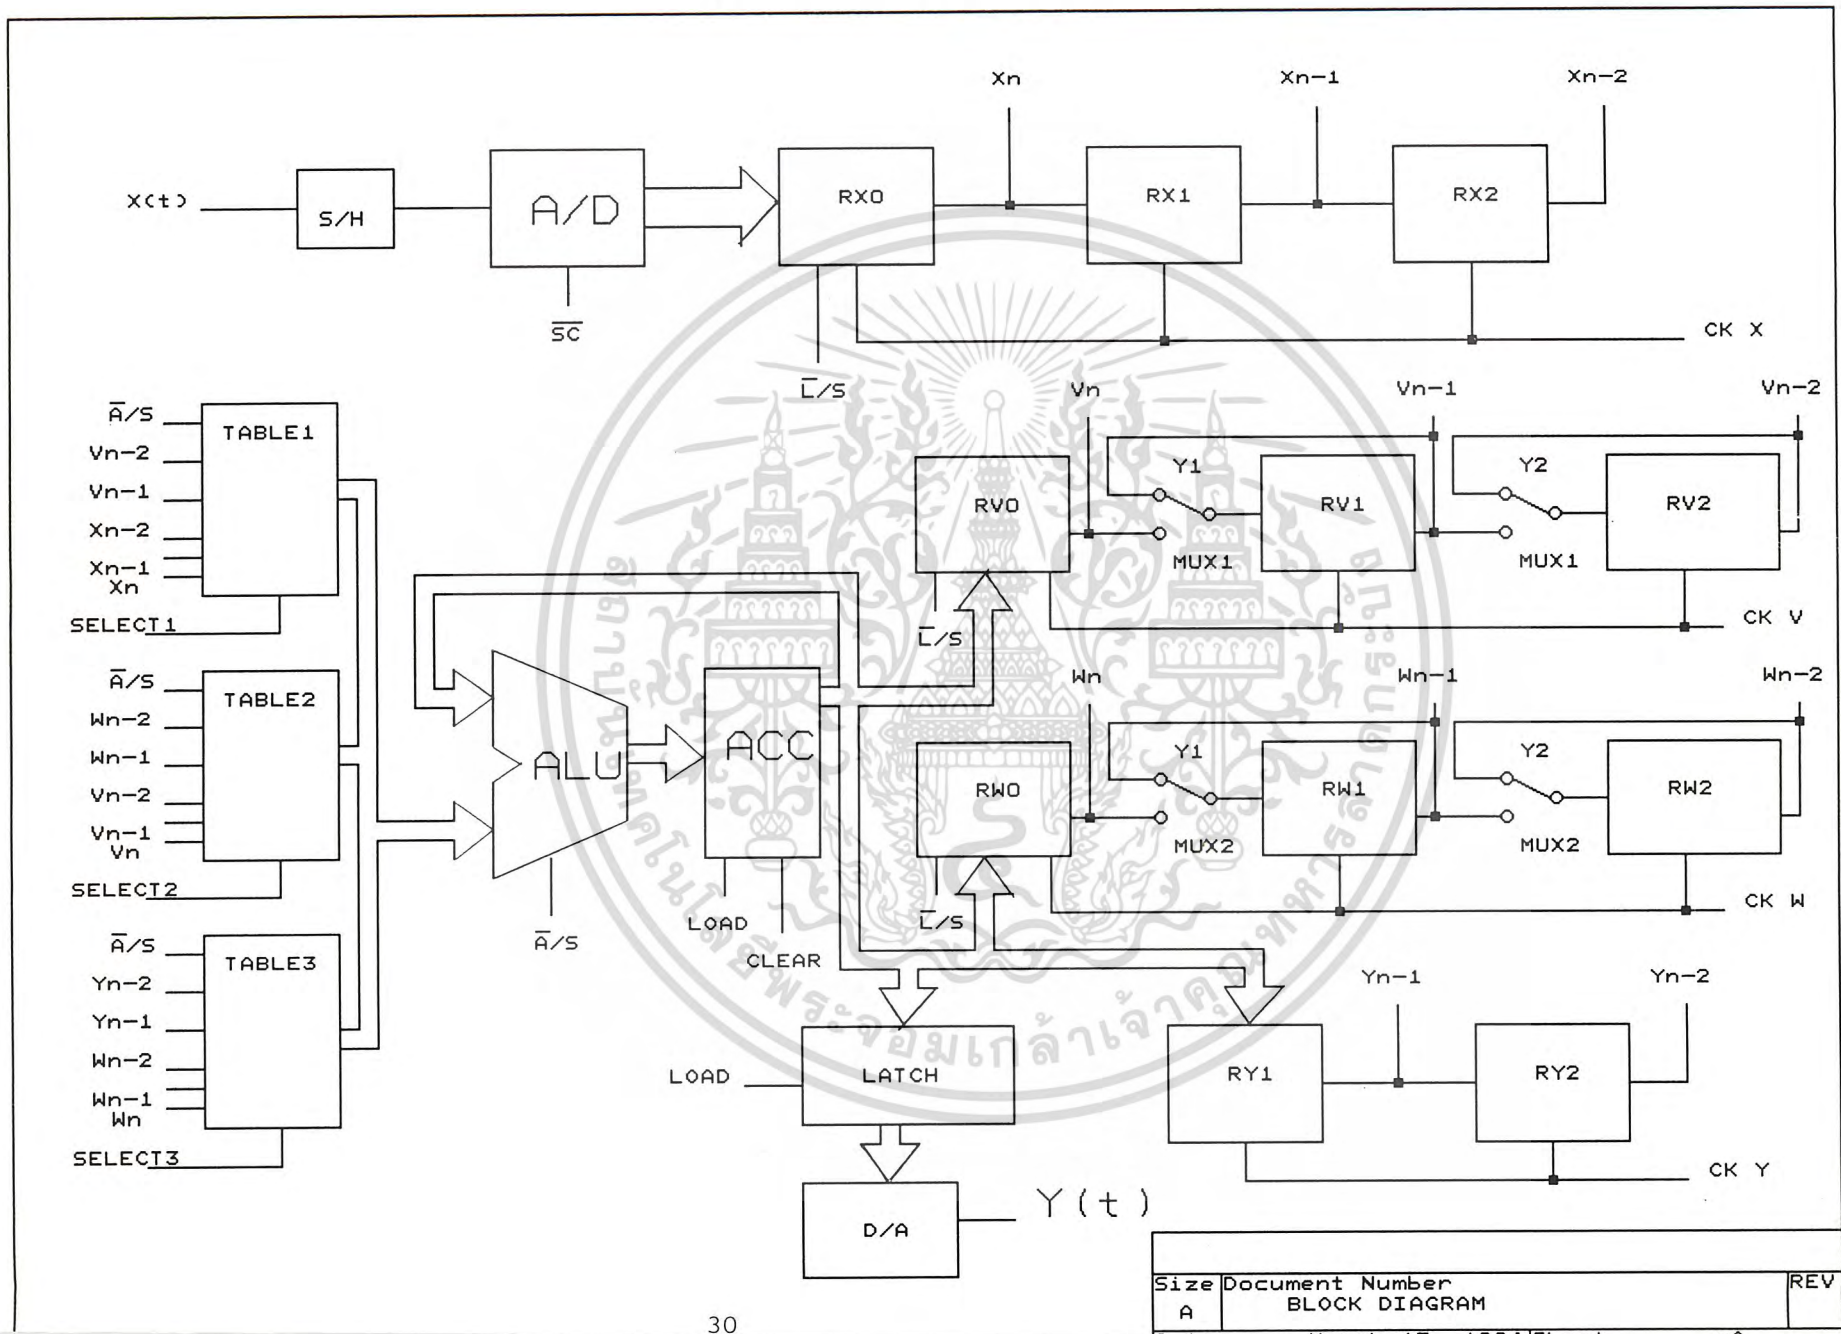 Xn
Xn-1
Xn-2
X(t)
S/H
A/D
RX0
RX1
RX2
S̅C̅
L̅/S
CK X
A̅/S
Vn-2
Vn-1
Xn-2
Xn-1
Xn
TABLE1
SELECT1
Vn
Vn-1
Vn-2
RV0
Y1
MUX1
RV1
Y2
MUX1
RV2
L̅/S
CK V
A̅/S
Wn-2
Wn-1
Vn-2
Vn-1
Vn
TABLE2
SELECT2
ALU
A̅/S
ACC
LOAD
CLEAR
Wn
Wn-1
Wn-2
RW0
Y1
MUX2
RW1
Y2
MUX2
RW2
L̅/S
CK W
A̅/S
Yn-2
Yn-1
Wn-2
Wn-1
Wn
TABLE3
SELECT3
LOAD
LATCH
Yn-1
Yn-2
RY1
RY2
CK Y
D/A
Y(t)
Size
Document Number
REV
A
BLOCK DIAGRAM
30